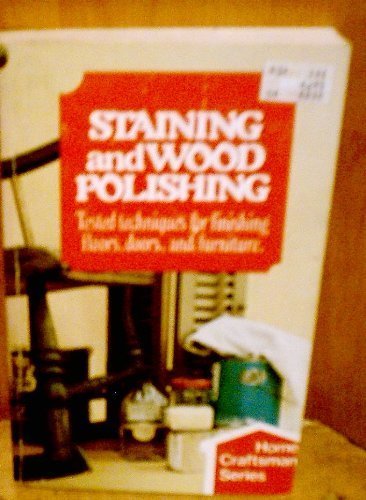 STAINING
and WOOD
POLISHING
Tested techniques for finishing
floors, doors, and furniture.
Home
Craftsman
Series